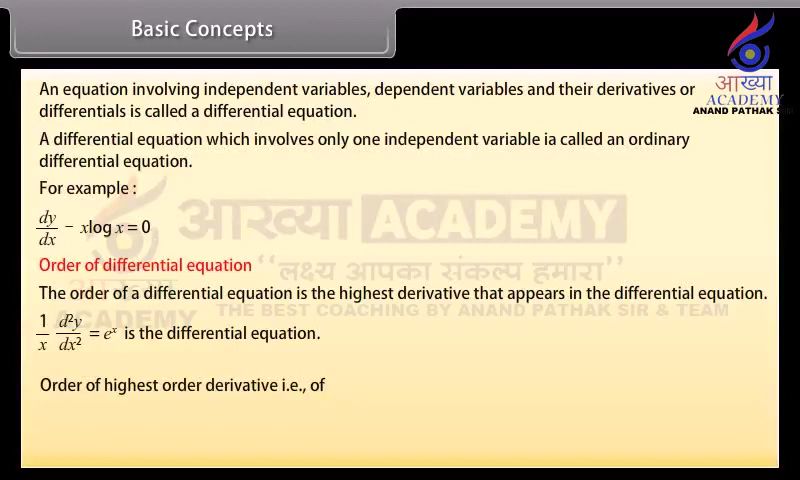 Basic Concepts
आख्या
ACADEMY
ANAND PATHAK SIR
An equation involving independent variables, dependent variables and their derivatives or
differentials is called a differential equation.
A differential equation which involves only one independent variable ia called an ordinary
differential equation.
For example :
dy/dx − x log x = 0
Order of differential equation
The order of a differential equation is the highest derivative that appears in the differential equation.
1/x d²y/dx² = eˣ is the differential equation.
Order of highest order derivative i.e., of
आख्या ACADEMY
"लक्ष्य आपका संकल्प हमारा"
आख्या ACADEMY
THE BEST COACHING BY ANAND PATHAK SIR & TEAM